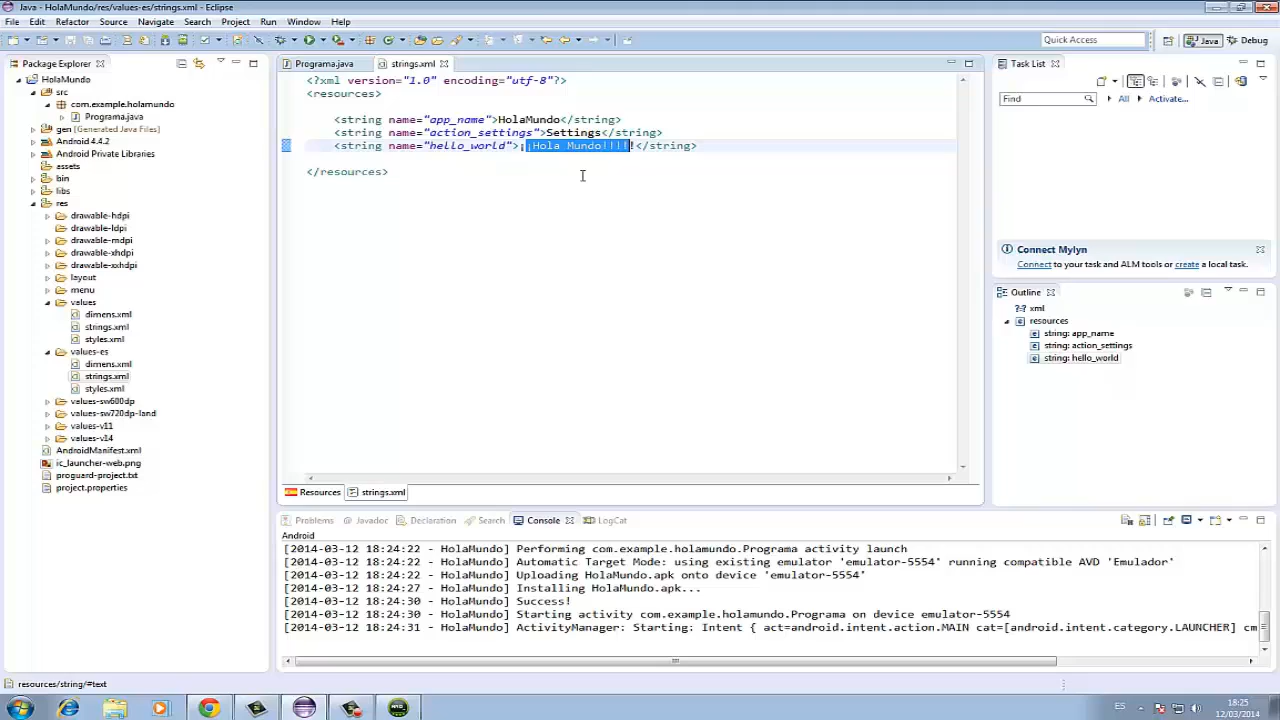 Java - HolaMundo/res/values-es/strings.xml - Eclipse
File Edit Refactor Source Navigate Search Project Run Window Help
Quick Access
Java
Debug
Package Explorer
HolaMundo
src
com.example.holamundo
Programa.java
gen [Generated Java Files]
Android 4.4.2
Android Private Libraries
assets
bin
libs
res
drawable-hdpi
drawable-ldpi
drawable-mdpi
drawable-xhdpi
drawable-xxhdpi
layout
menu
values
dimens.xml
strings.xml
styles.xml
values-es
dimens.xml
strings.xml
styles.xml
values-sw600dp
values-sw720dp-land
values-v11
values-v14
AndroidManifest.xml
ic_launcher-web.png
proguard-project.txt
project.properties
Programa.java
strings.xml
<?xml version="1.0" encoding="utf-8"?>
<resources>
<string name="app_name">HolaMundo</string>
<string name="action_settings">Settings</string>
<string name="hello_world">¡¡Hola Mundo!!!!!</string>
</resources>
Resources
strings.xml
Task List
Find
All
Activate...
Connect Mylyn
Connect to your task and ALM tools or create a local task.
Outline
xml
resources
string: app_name
string: action_settings
string: hello_world
Problems
Javadoc
Declaration
Search
Console
LogCat
Android
[2014-03-12 18:24:22 - HolaMundo] Performing com.example.holamundo.Programa activity launch
[2014-03-12 18:24:22 - HolaMundo] Automatic Target Mode: using existing emulator 'emulator-5554' running compatible AVD 'Emulador'
[2014-03-12 18:24:22 - HolaMundo] Uploading HolaMundo.apk onto device 'emulator-5554'
[2014-03-12 18:24:27 - HolaMundo] Installing HolaMundo.apk...
[2014-03-12 18:24:30 - HolaMundo] Success!
[2014-03-12 18:24:30 - HolaMundo] Starting activity com.example.holamundo.Programa on device emulator-5554
[2014-03-12 18:24:31 - HolaMundo] ActivityManager: Starting: Intent { act=android.intent.action.MAIN cat=[android.intent.category.LAUNCHER] cm
resources/string/#text
ES
18:25
12/03/2014